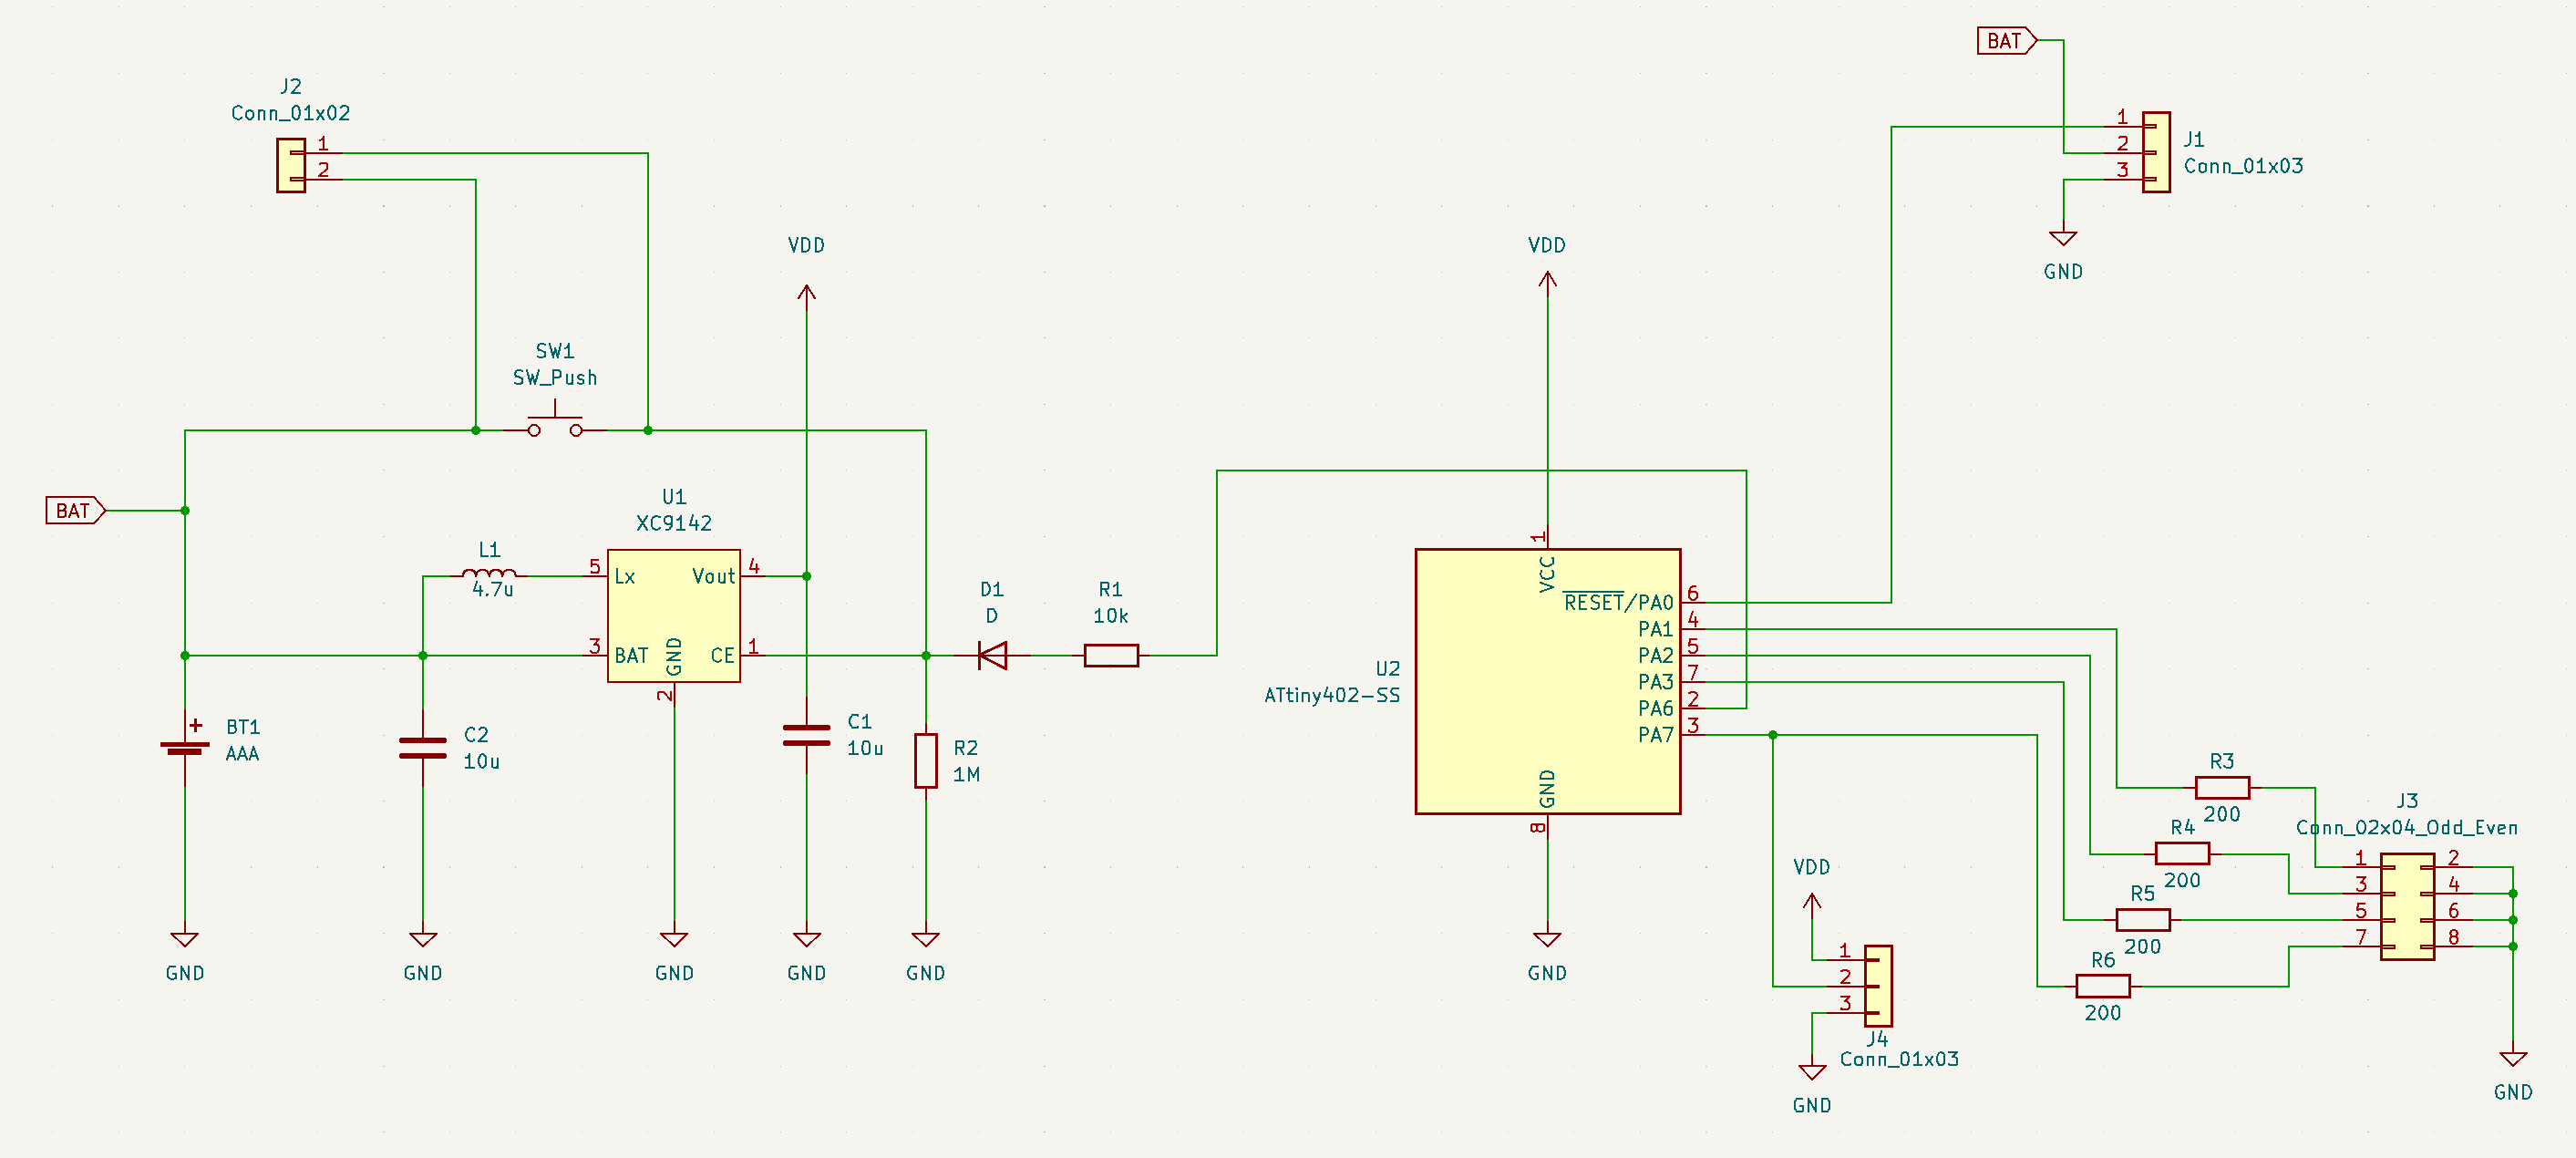 BAT
J2
Conn_01x02
1
2
1
2
3
J1
Conn_01x03
GND
VDD
VDD
SW1
SW_Push
BAT
U1
XC9142
L1
4.7u
5
Lx
Vout
4
3
BAT
GND
CE
1
2
D1
D
R1
10k
BT1
AAA
C2
10u
C1
10u
R2
1M
GND
GND
GND
GND
GND
U2
ATtiny402-SS
1
VCC
RESET/PA0
6
PA1
4
PA2
5
PA3
7
PA6
2
PA7
3
GND
8
GND
R3
200
R4
200
R5
200
R6
200
J3
Conn_02x04_Odd_Even
1
2
3
4
5
6
7
8
GND
VDD
1
2
3
J4
Conn_01x03
GND